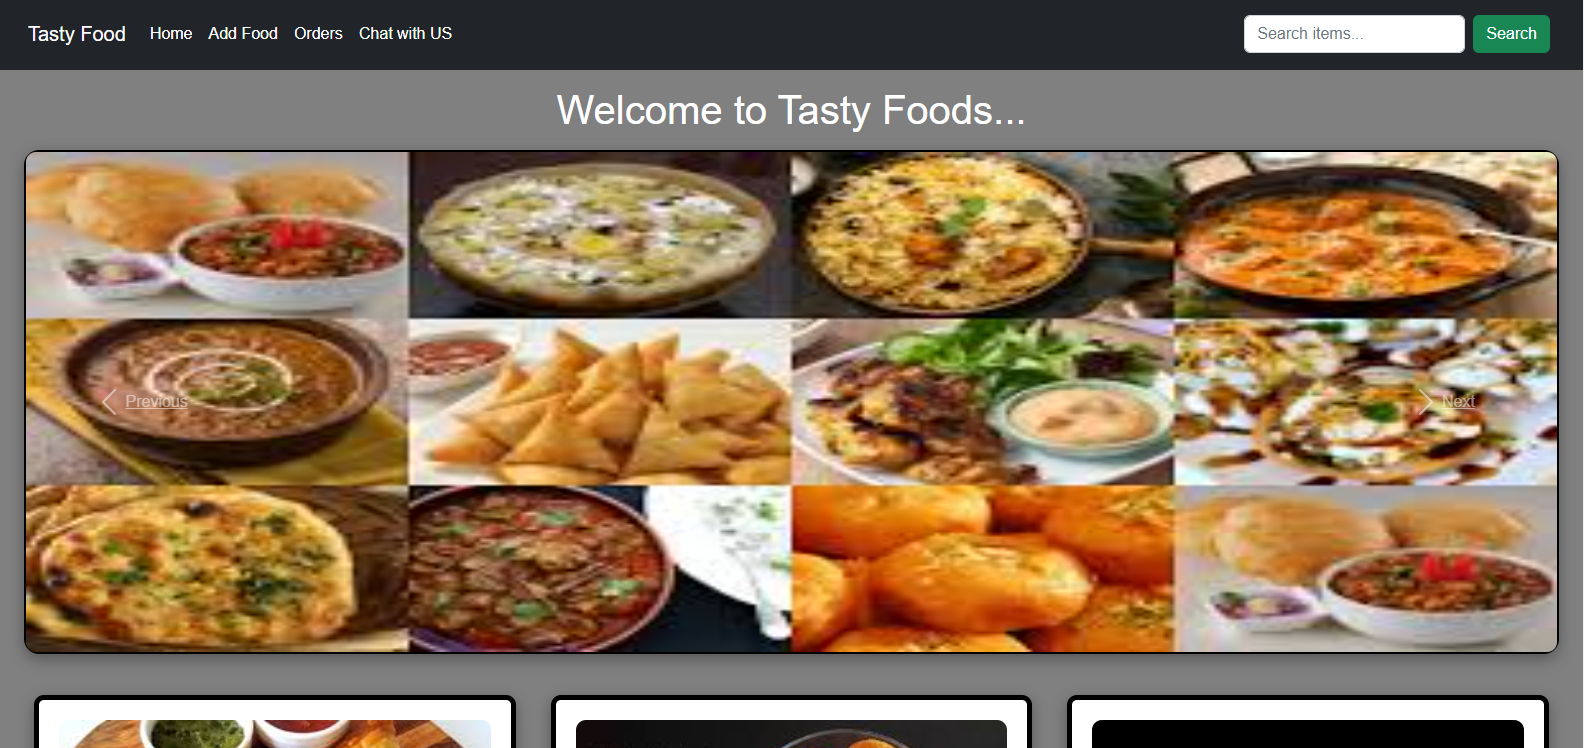 Tasty Food Home Add Food Orders Chat with US Search items... Search
Welcome to Tasty Foods...
Previous Next